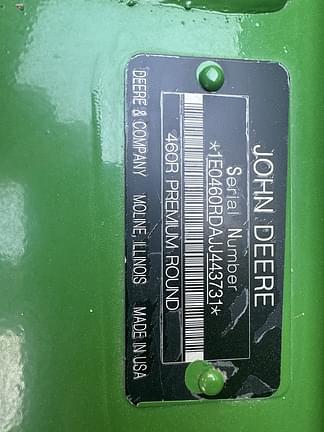 JOHN DEERE
Serial Number
*1E0460RDAJJ443731*
460R PREMIUM ROUND
DEERE & COMPANY MOLINE, ILLINOIS MADE IN USA